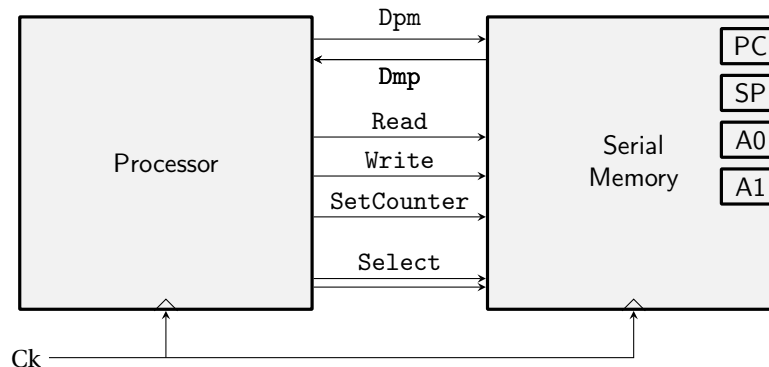 Dpm
Dmp
Read
Write
SetCounter
Select
Processor
Serial
Memory
PC
SP
A0
A1
Ck